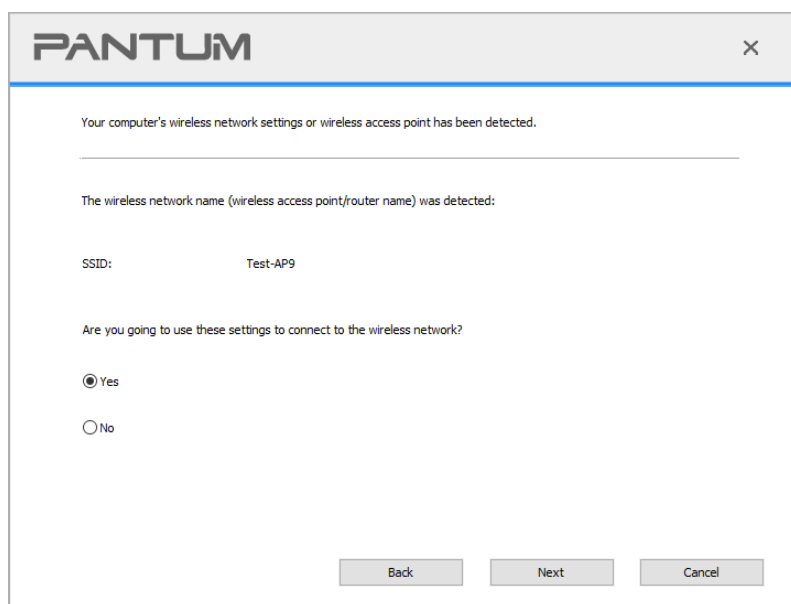 PANTUM
Your computer's wireless network settings or wireless access point has been detected.
The wireless network name (wireless access point/router name) was detected:
SSID: Test-AP9
Are you going to use these settings to connect to the wireless network?
Yes
No
Back Next Cancel